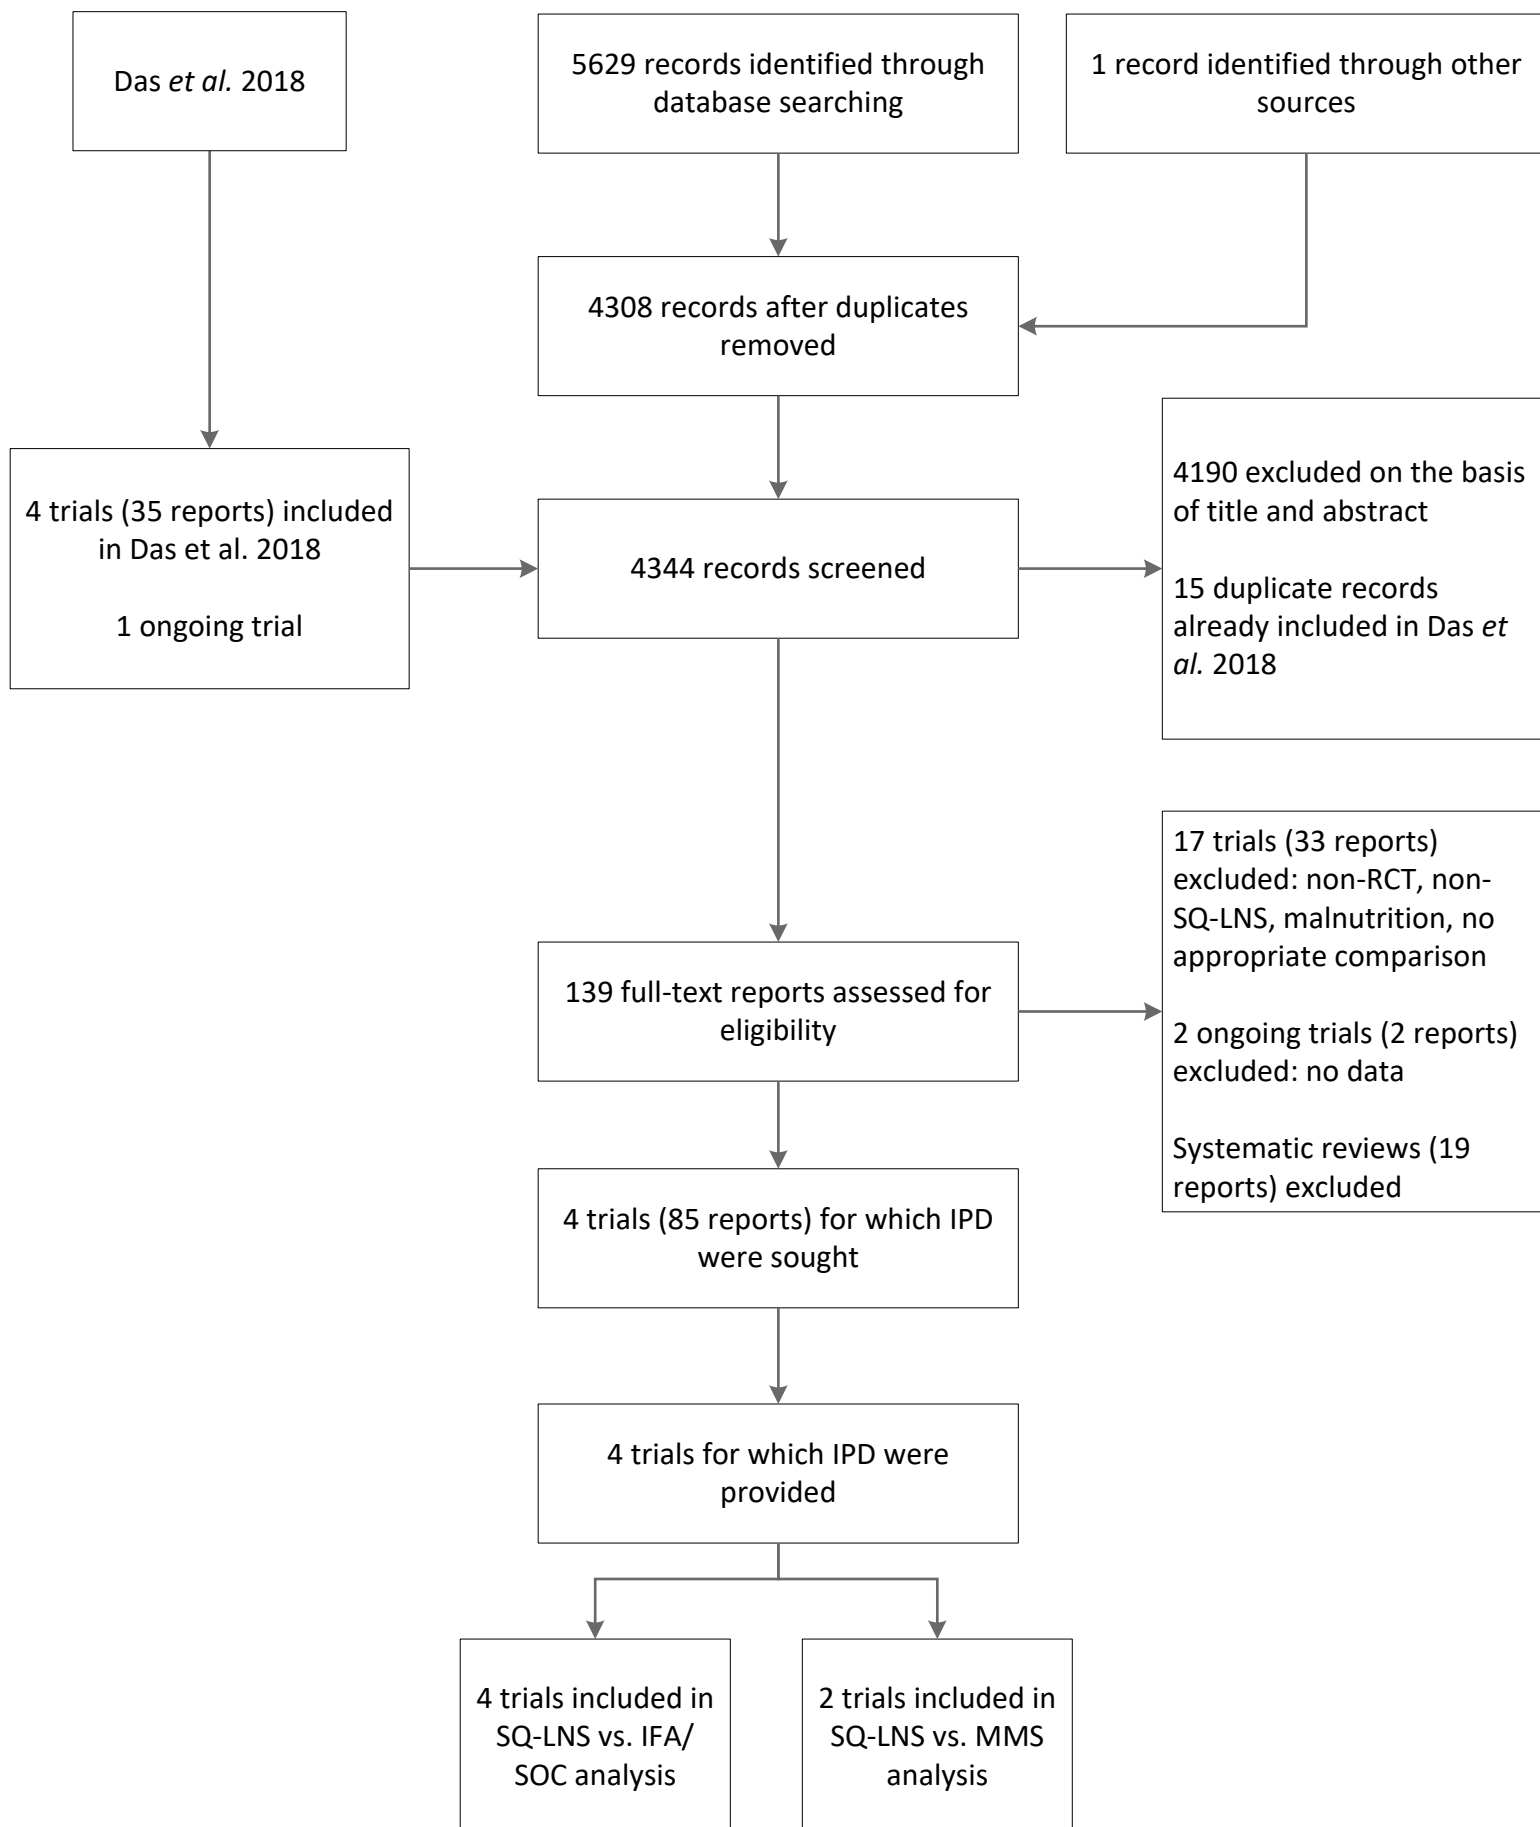 Das et al. 2018
5629 records identified through
database searching
1 record identified through other
sources
4308 records after duplicates
removed
4 trials (35 reports) included
in Das et al. 2018
1 ongoing trial
4344 records screened
4190 excluded on the basis
of title and abstract
15 duplicate records
already included in Das et
al. 2018
139 full-text reports assessed for
eligibility
17 trials (33 reports)
excluded: non-RCT, non-
SQ-LNS, malnutrition, no
appropriate comparison
2 ongoing trials (2 reports)
excluded: no data
Systematic reviews (19
reports) excluded
4 trials (85 reports) for which IPD
were sought
4 trials for which IPD were
provided
4 trials included in
SQ-LNS vs. IFA/
SOC analysis
2 trials included in
SQ-LNS vs. MMS
analysis